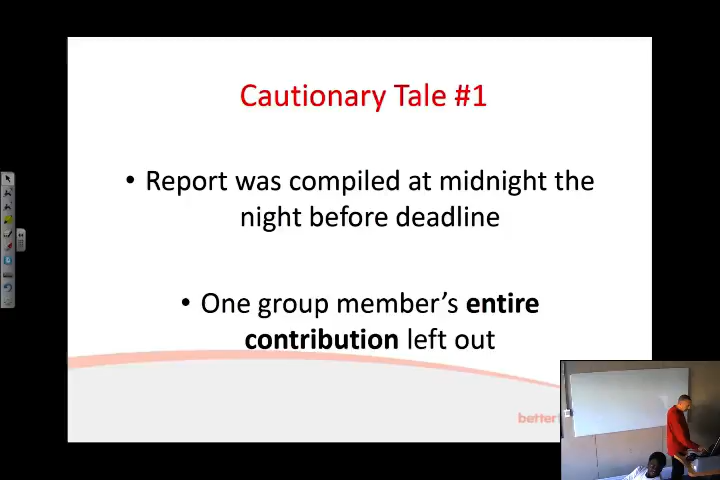 Cautionary Tale #1
• Report was compiled at midnight the
night before deadline
• One group member’s entire
contribution left out
better